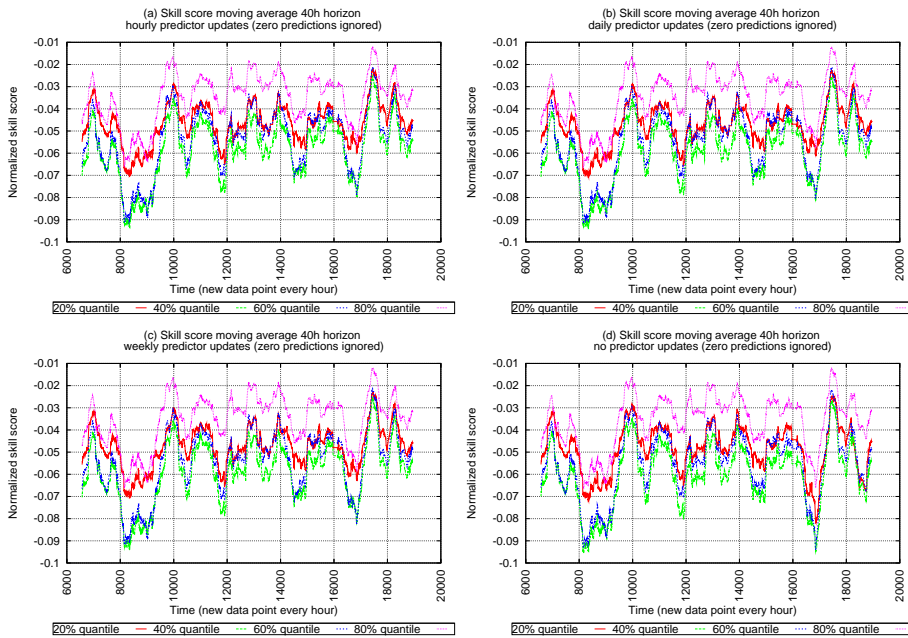 (a) Skill score moving average 40h horizon
hourly predictor updates (zero predictions ignored)
-0.01
-0.02
-0.03
-0.04
-0.05
-0.06
-0.07
-0.08
-0.09
-0.1
Normalized skill score
6000
8000
10000
12000
14000
16000
18000
20000
Time (new data point every hour)
20% quantile
40% quantile
60% quantile
80% quantile
(b) Skill score moving average 40h horizon
daily predictor updates (zero predictions ignored)
-0.01
-0.02
-0.03
-0.04
-0.05
-0.06
-0.07
-0.08
-0.09
-0.1
Normalized skill score
6000
8000
10000
12000
14000
16000
18000
20000
Time (new data point every hour)
20% quantile
40% quantile
60% quantile
80% quantile
(c) Skill score moving average 40h horizon
weekly predictor updates (zero predictions ignored)
-0.01
-0.02
-0.03
-0.04
-0.05
-0.06
-0.07
-0.08
-0.09
-0.1
Normalized skill score
6000
8000
10000
12000
14000
16000
18000
20000
Time (new data point every hour)
20% quantile
40% quantile
60% quantile
80% quantile
(d) Skill score moving average 40h horizon
no predictor updates (zero predictions ignored)
-0.01
-0.02
-0.03
-0.04
-0.05
-0.06
-0.07
-0.08
-0.09
-0.1
Normalized skill score
6000
8000
10000
12000
14000
16000
18000
20000
Time (new data point every hour)
20% quantile
40% quantile
60% quantile
80% quantile